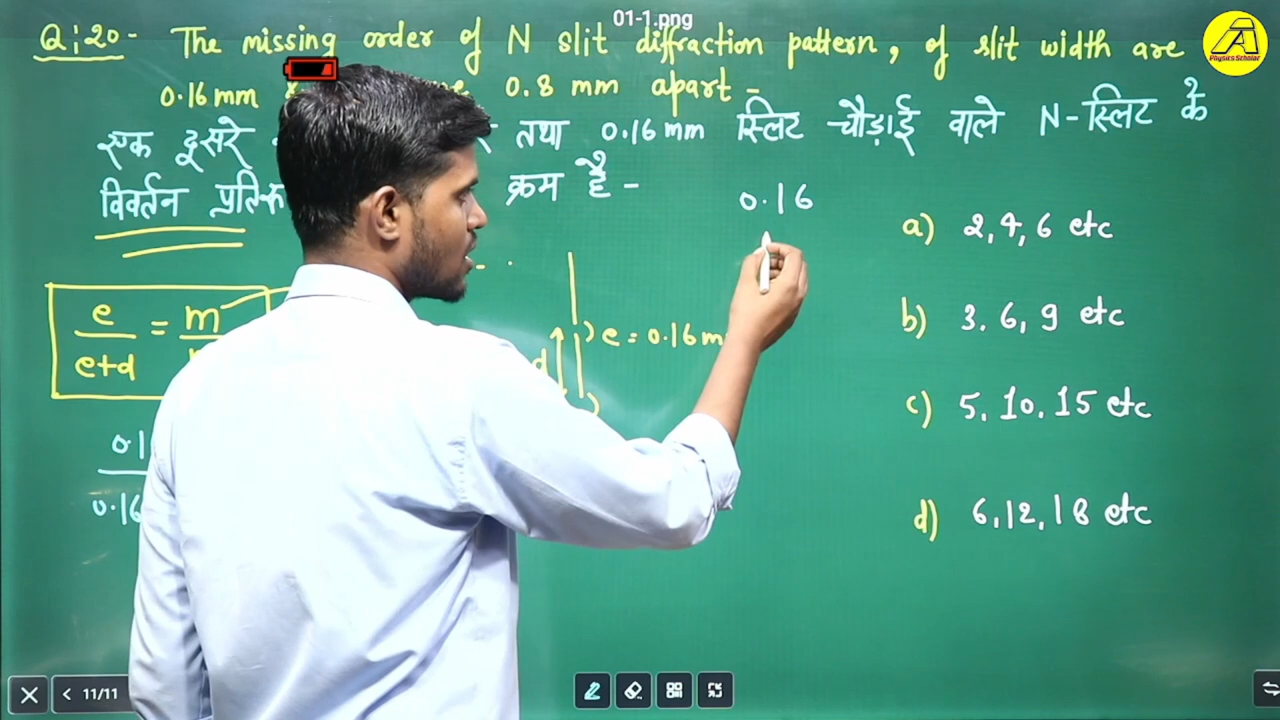 01-1.png
Q:20- The missing order of N slit diffraction pattern, of slit width are
Physics Scholar
0.16 mm 0.8 mm apart -
एक दूसरे तथा 0.16 mm स्लिट चौड़ाई वाले N-स्लिट के
विवर्तन क्रम है -
0.16
a) 2, 4, 6 etc
e/e+d = m
e = 0.16 m
b) 3. 6, 9 etc
d
c) 5, 10, 15 etc
d) 6, 12, 18 etc
11/11